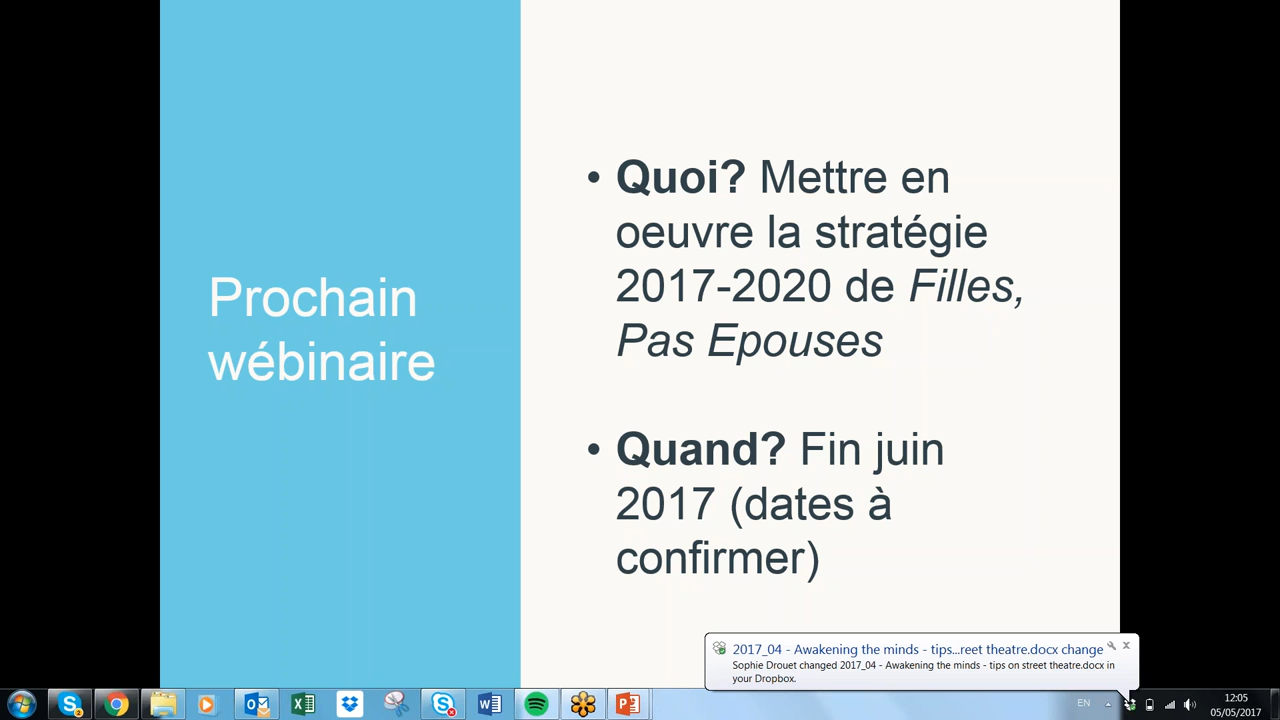 Prochain
wébinaire
• Quoi? Mettre en
oeuvre la stratégie
2017-2020 de Filles,
Pas Epouses
• Quand? Fin juin
2017 (dates à
confirmer)
2017_04 - Awakening the minds - tips...reet theatre.docx change
Sophie Drouet changed 2017_04 - Awakening the minds - tips on street theatre.docx in
your Dropbox.
EN
12:05
05/05/2017